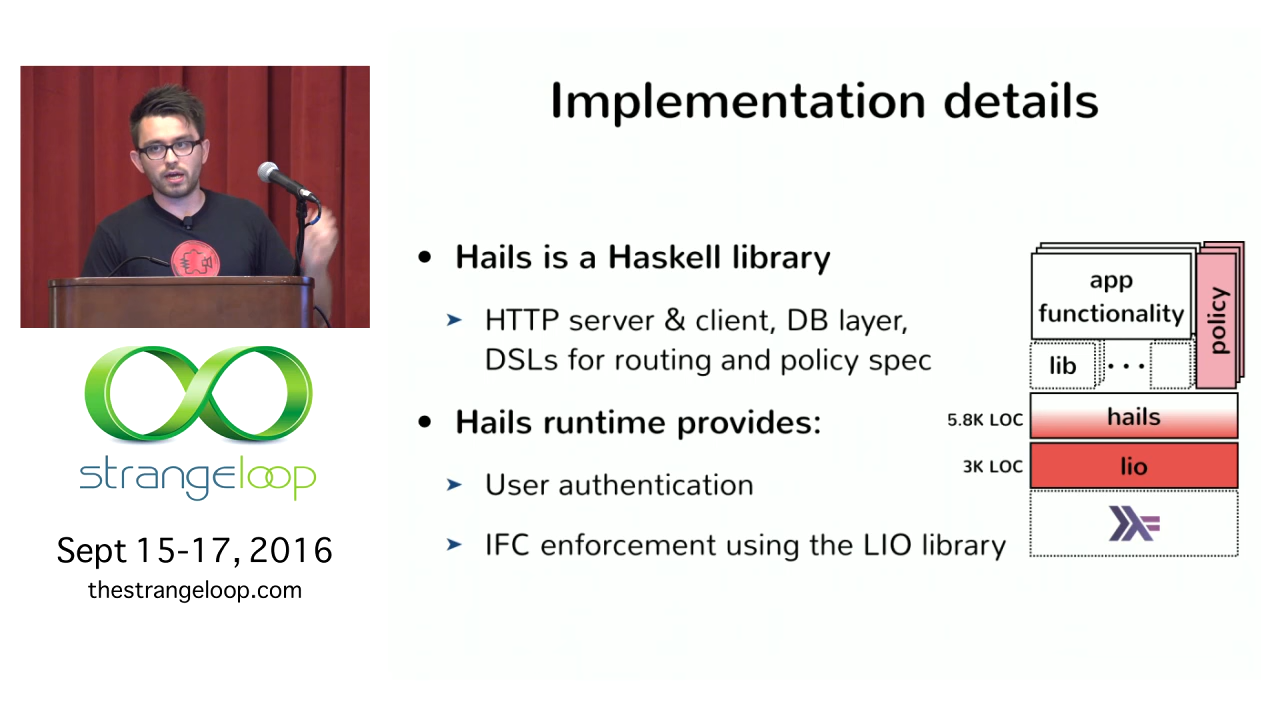 Implementation details
• Hails is a Haskell library
➤ HTTP server & client, DB layer,
DSLs for routing and policy spec
• Hails runtime provides:
➤ User authentication
➤ IFC enforcement using the LIO library
app
functionality
policy
lib
...
5.8K LOC
hails
3K LOC
lio
strangeloop
Sept 15-17, 2016
thestrangeloop.com